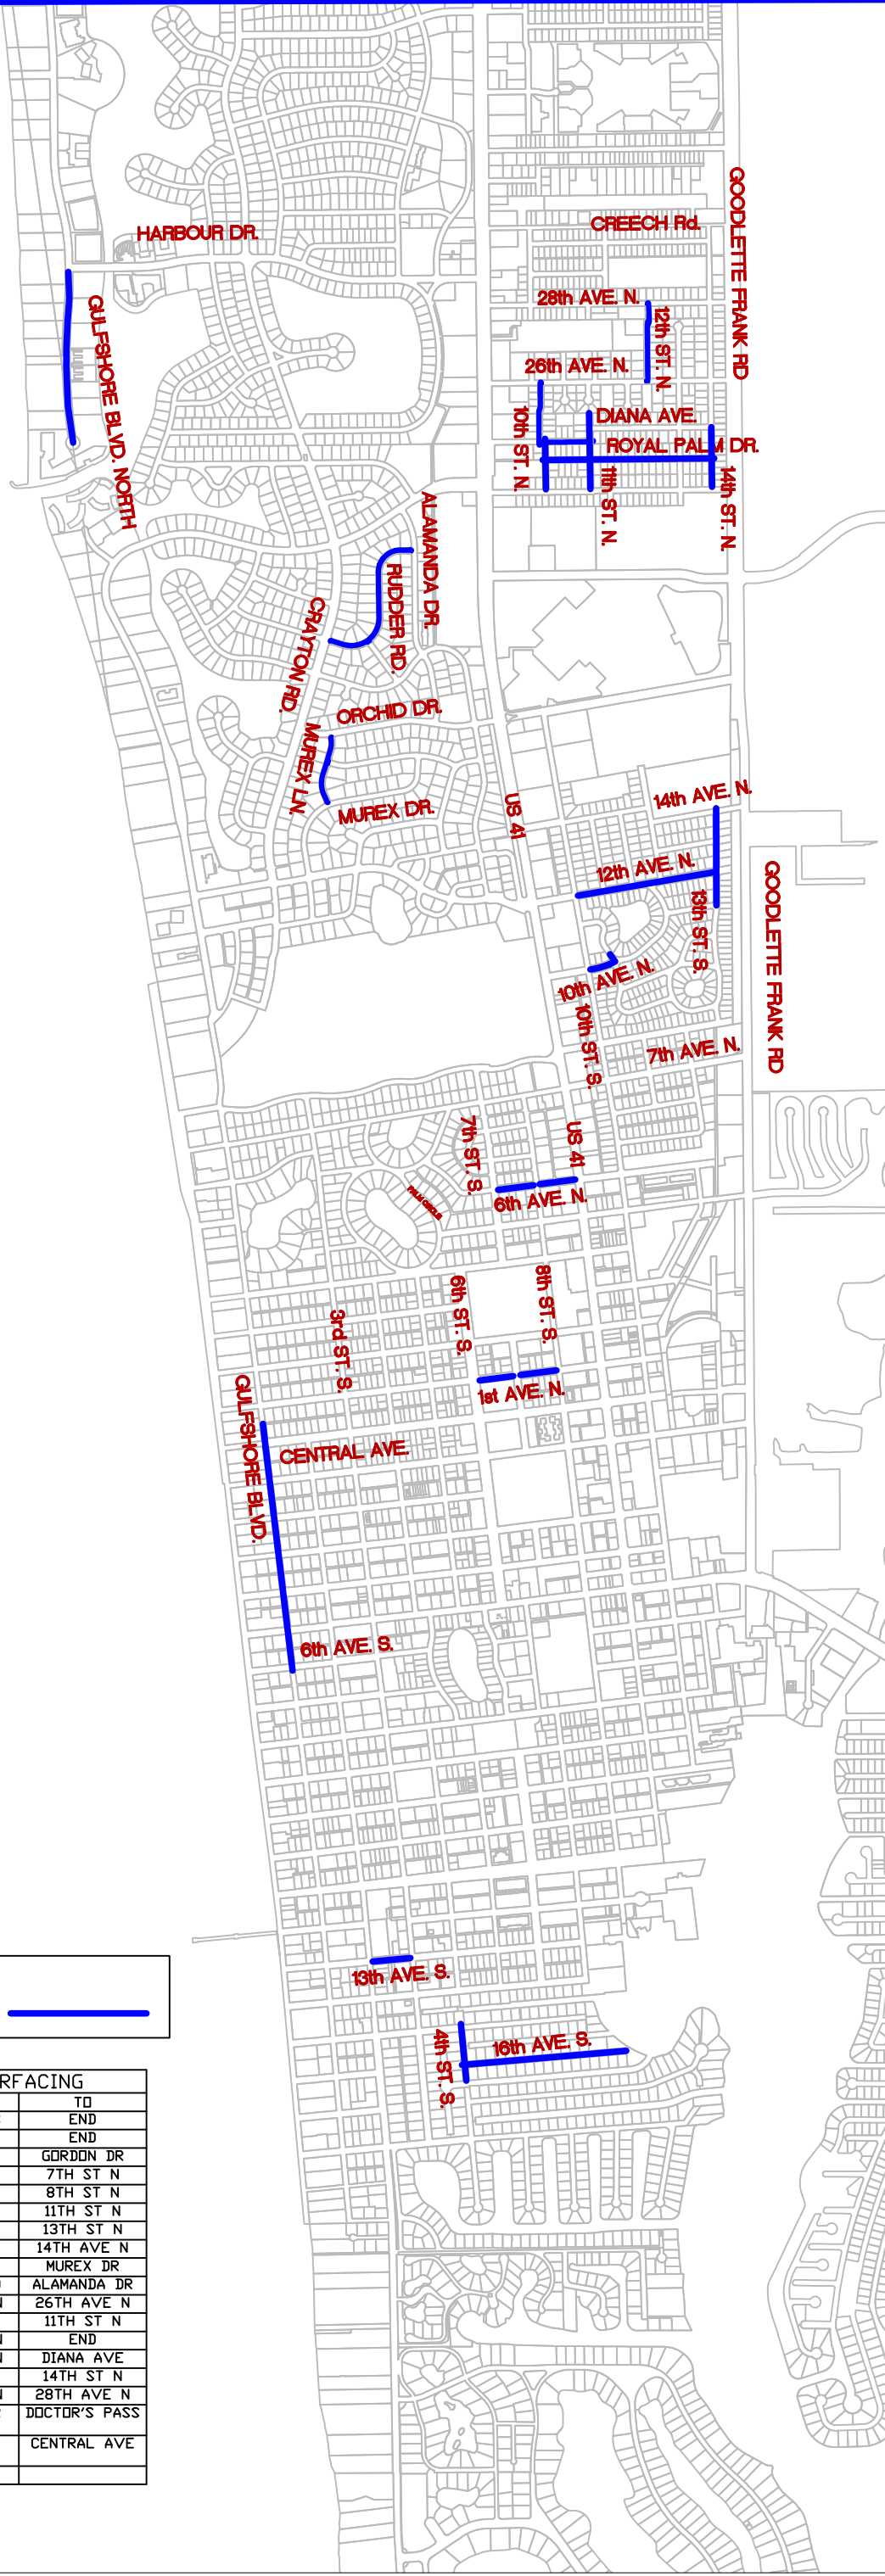 HARBOUR DR.
CREECH Rd.
GOODLETTE FRANK RD
28th AVE. N.
12th ST. N.
GULFSHORE BLVD. NORTH
26th AVE. N.
10th ST. N.
DIANA AVE.
ROYAL PALM DR.
11th ST. N.
14th ST. N.
ALAMANDA DR.
RUDDER RD.
CRAYTON RD.
ORCHID DR.
MUREX LN.
MUREX DR.
US 41
14th AVE. N.
12th AVE. N.
13th ST. S.
GOODLETTE FRANK RD
10th AVE. N.
10th ST. S.
7th AVE. N.
7th ST. S.
US 41
PALM CIRCLE
6th AVE. N.
6th ST. S.
8th ST. S.
3rd ST. S.
1st AVE. N.
GULFSHORE BLVD.
CENTRAL AVE.
6th AVE. S.
13th AVE. S.
4th ST. S.
16th AVE. S.
RFACING
TO
END
END
GORDON DR
7TH ST N
8TH ST N
11TH ST N
13TH ST N
14TH AVE N
MUREX DR
ALAMANDA DR
26TH AVE N
11TH ST N
END
DIANA AVE
14TH ST N
28TH AVE N
DOCTOR'S PASS
CENTRAL AVE